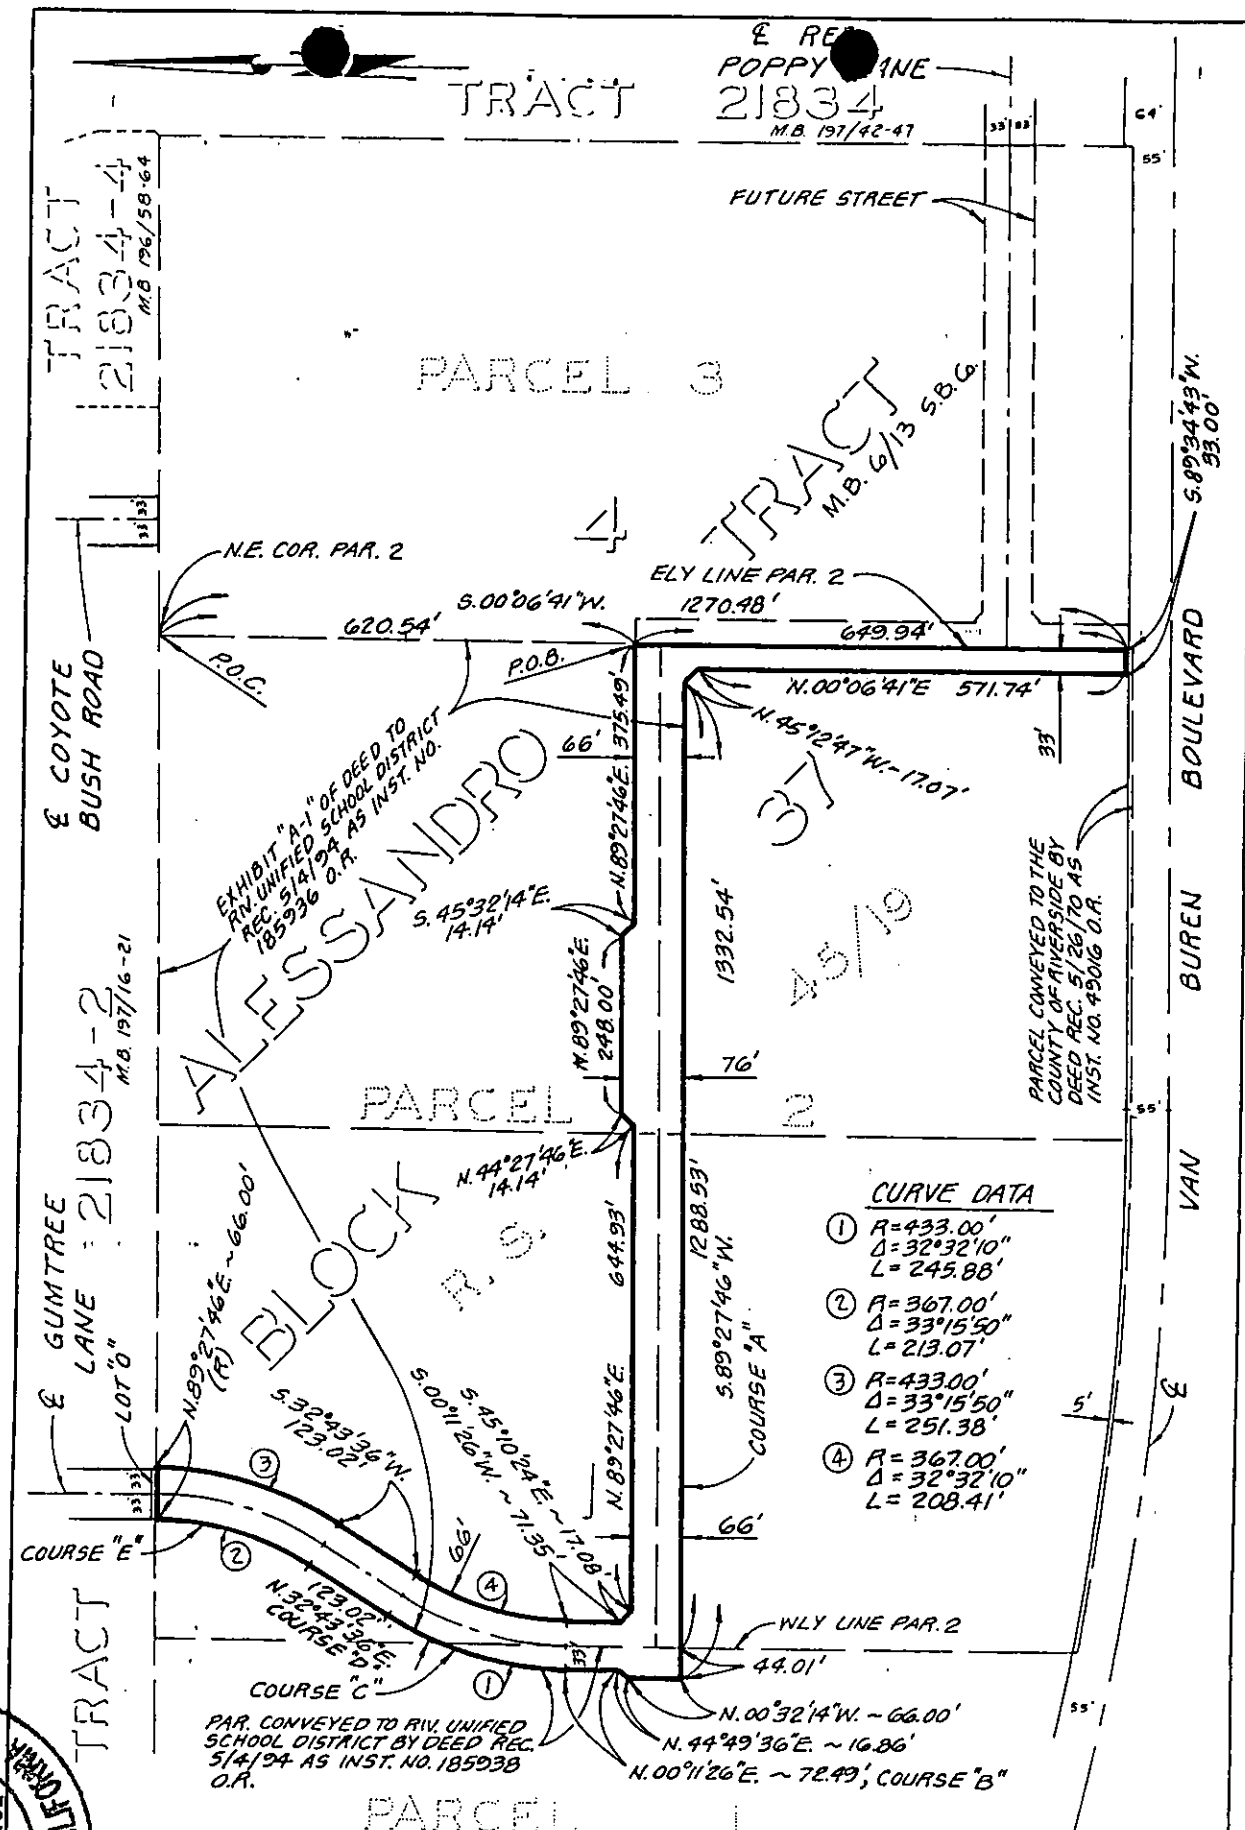 ℄ RED
POPPY LANE
TRACT 21834
M.B. 197/42-47
33' 33'
64'
55'
FUTURE STREET
TRACT
21834-4
M.B. 196/58-64
PARCEL 3
S.89°34'43"W.
33.00'
TRACT
M.B. 6/13 S.B.Co.
4
33' 33'
N.E. COR. PAR. 2
ELY LINE PAR. 2
S.00°06'41"W.
1270.48'
620.54'
649.94'
P.O.C.
P.O.B.
℄ COYOTE
BUSH ROAD
N.00°06'41"E 571.74'
N.45°12'47"W.-17.07'
33'
66'
N.89°27'46"E. 375.49'
EXHIBIT "A-1" OF DEED TO
RIV. UNIFIED SCHOOL DISTRICT
REC. 5/4/94 AS INST. NO.
185936 O.R.
ALESSANDRO
37
45/19
BOULEVARD
BUREN
VAN
S.45°32'14"E.
14.14'
1332.54'
N.89°27'46"E.
248.00'
76'
PARCEL CONVEYED TO THE
COUNTY OF RIVERSIDE BY
DEED REC. 5/26/70 AS
INST. NO. 49016 O.R.
55'
21834-2
M.B. 197/16-21
PARCEL 2
N.44°27'46"E.
14.14'
BLOCK
R. S.
644.93'
1288.53'
S.89°27'46"W.
COURSE "A"
N.89°27'46"E.
CURVE DATA
① R=433.00'
Δ=32°32'10"
L=245.88'
② R=367.00'
Δ=33°15'50"
L=213.07'
③ R=433.00'
Δ=33°15'50"
L=251.38'
④ R=367.00'
Δ=32°32'10"
L=208.41'
℄
5'
℄ GUMTREE
LANE
LOT "O"
N.89°27'46"E. ~ 66.00'
(R)
S.32°43'36"W.
123.02'
S.00°11'26"W. ~ 71.35'
S.45°10'24"E. ~ 17.08'
66'
33' 33'
③
②
④
①
66'
COURSE "E"
123.02'
N.32°43'36"E.
COURSE "D"
33'
COURSE "C"
WLY LINE PAR. 2
44.01'
N.00°32'14"W. ~ 66.00'
N.44°49'36"E. ~ 16.86'
N.00°11'26"E. ~ 72.49', COURSE "B"
55'
TRACT
PAR. CONVEYED TO RIV. UNIFIED
SCHOOL DISTRICT BY DEED REC.
5/4/94 AS INST. NO. 185938
O.R.
PARCEL 1